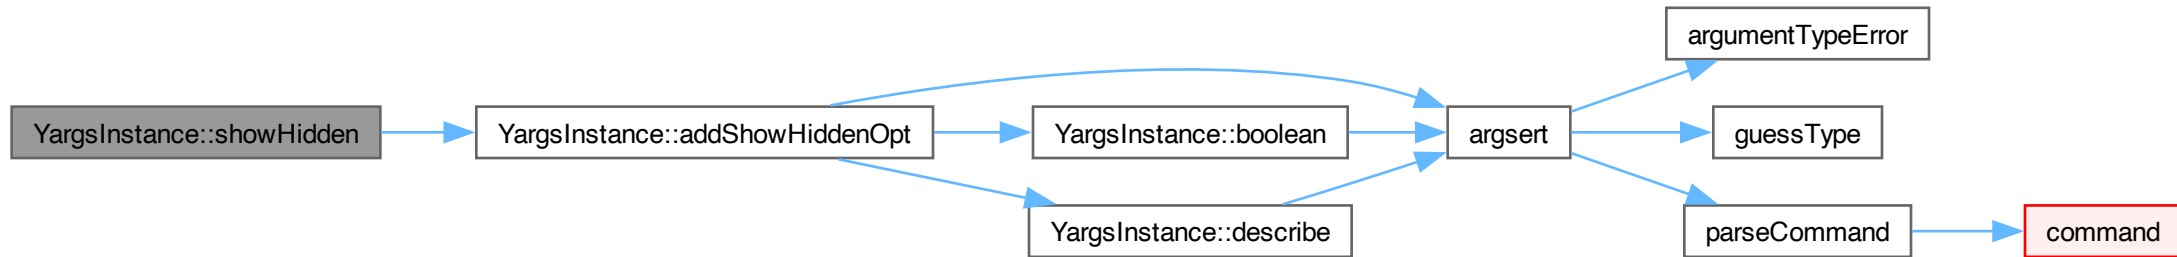 YargsInstance::showHidden
YargsInstance::addShowHiddenOpt
YargsInstance::boolean
YargsInstance::describe
argsert
argumentTypeError
guessType
parseCommand
command